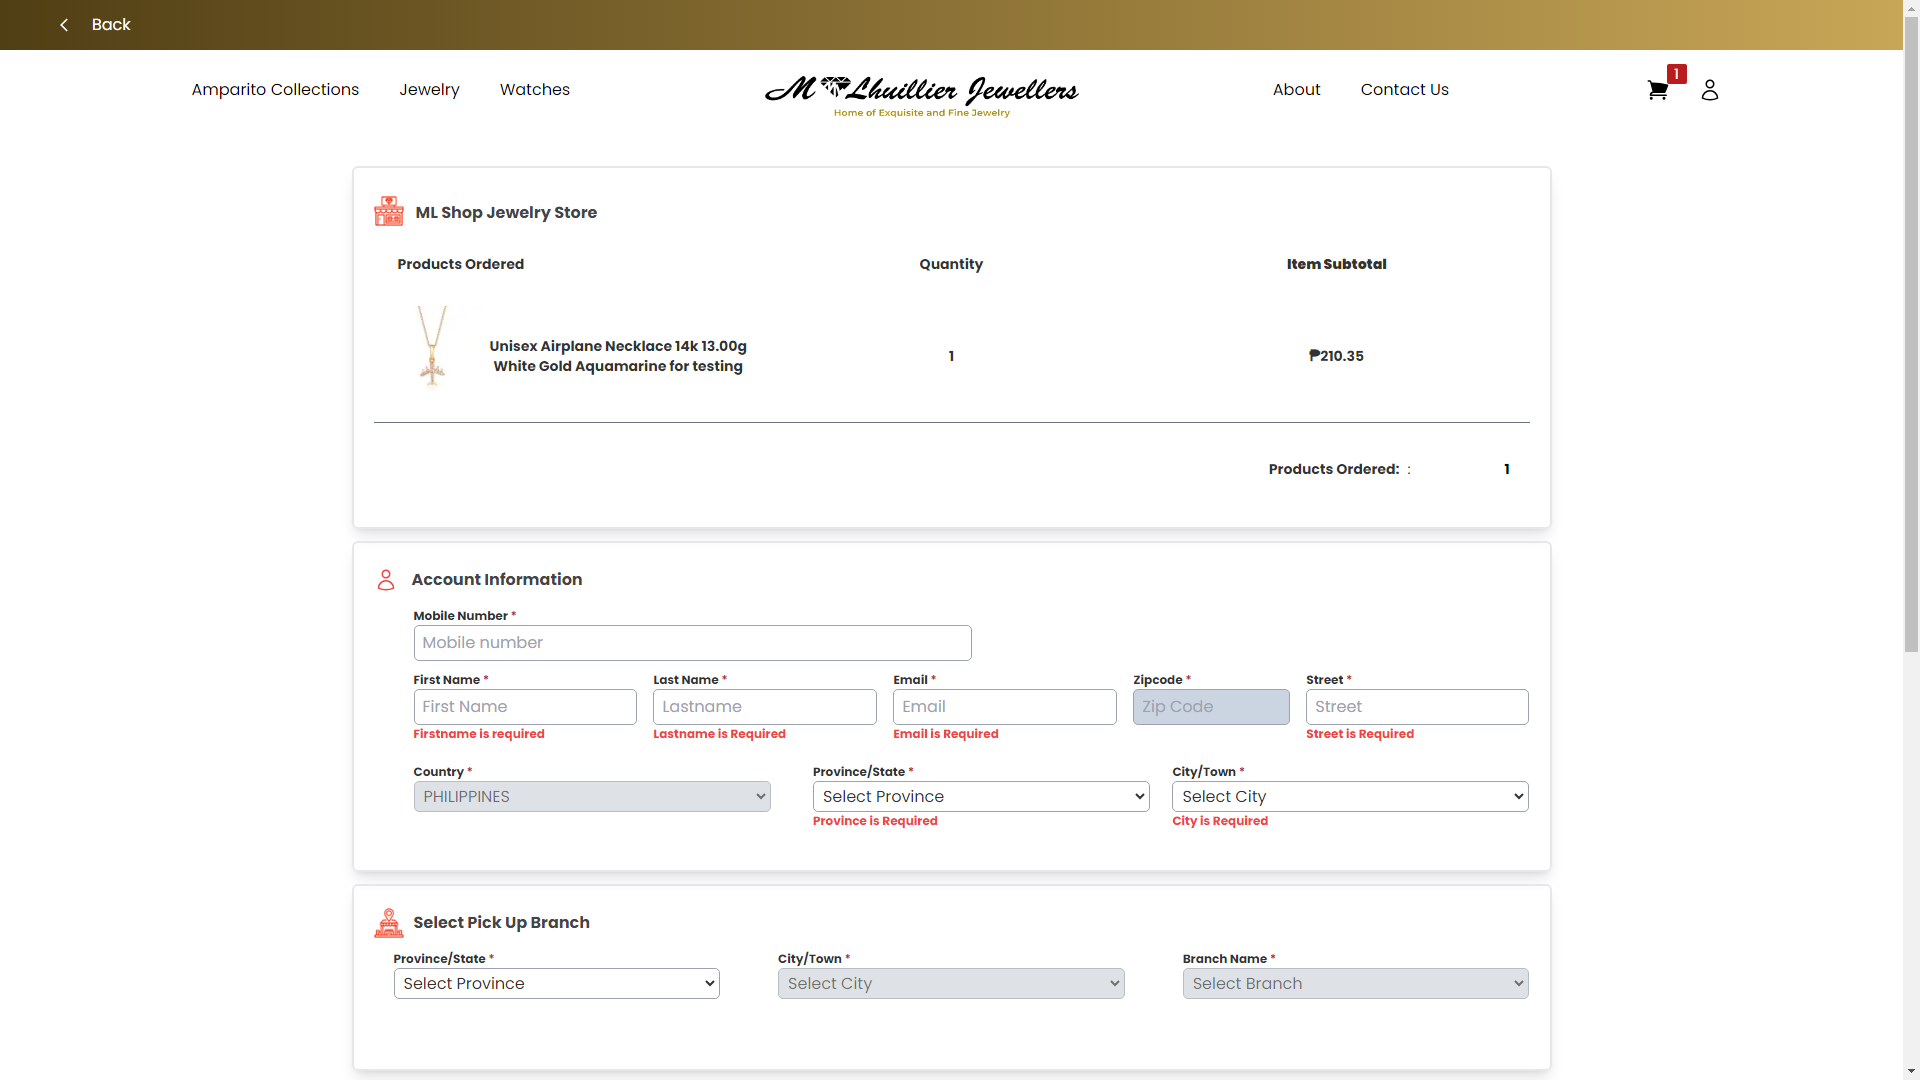 Back
Amparito Collections
Jewelry
Watches
M Lhuillier Jewellers
Home of Exquisite and Fine Jewelry
About
Contact Us
1
ML Shop Jewelry Store
Products Ordered
Quantity
Item Subtotal
Unisex Airplane Necklace 14k 13.00g
White Gold Aquamarine for testing
1
₱210.35
Products Ordered: :
1
Account Information
Mobile Number *
Mobile number
First Name *
Last Name *
Email *
Zipcode *
Street *
First Name
Lastname
Email
Zip Code
Street
Firstname is required
Lastname is Required
Email is Required
Street is Required
Country *
Province/State *
City/Town *
PHILIPPINES
Select Province
Select City
Province is Required
City is Required
Select Pick Up Branch
Province/State *
City/Town *
Branch Name *
Select Province
Select City
Select Branch